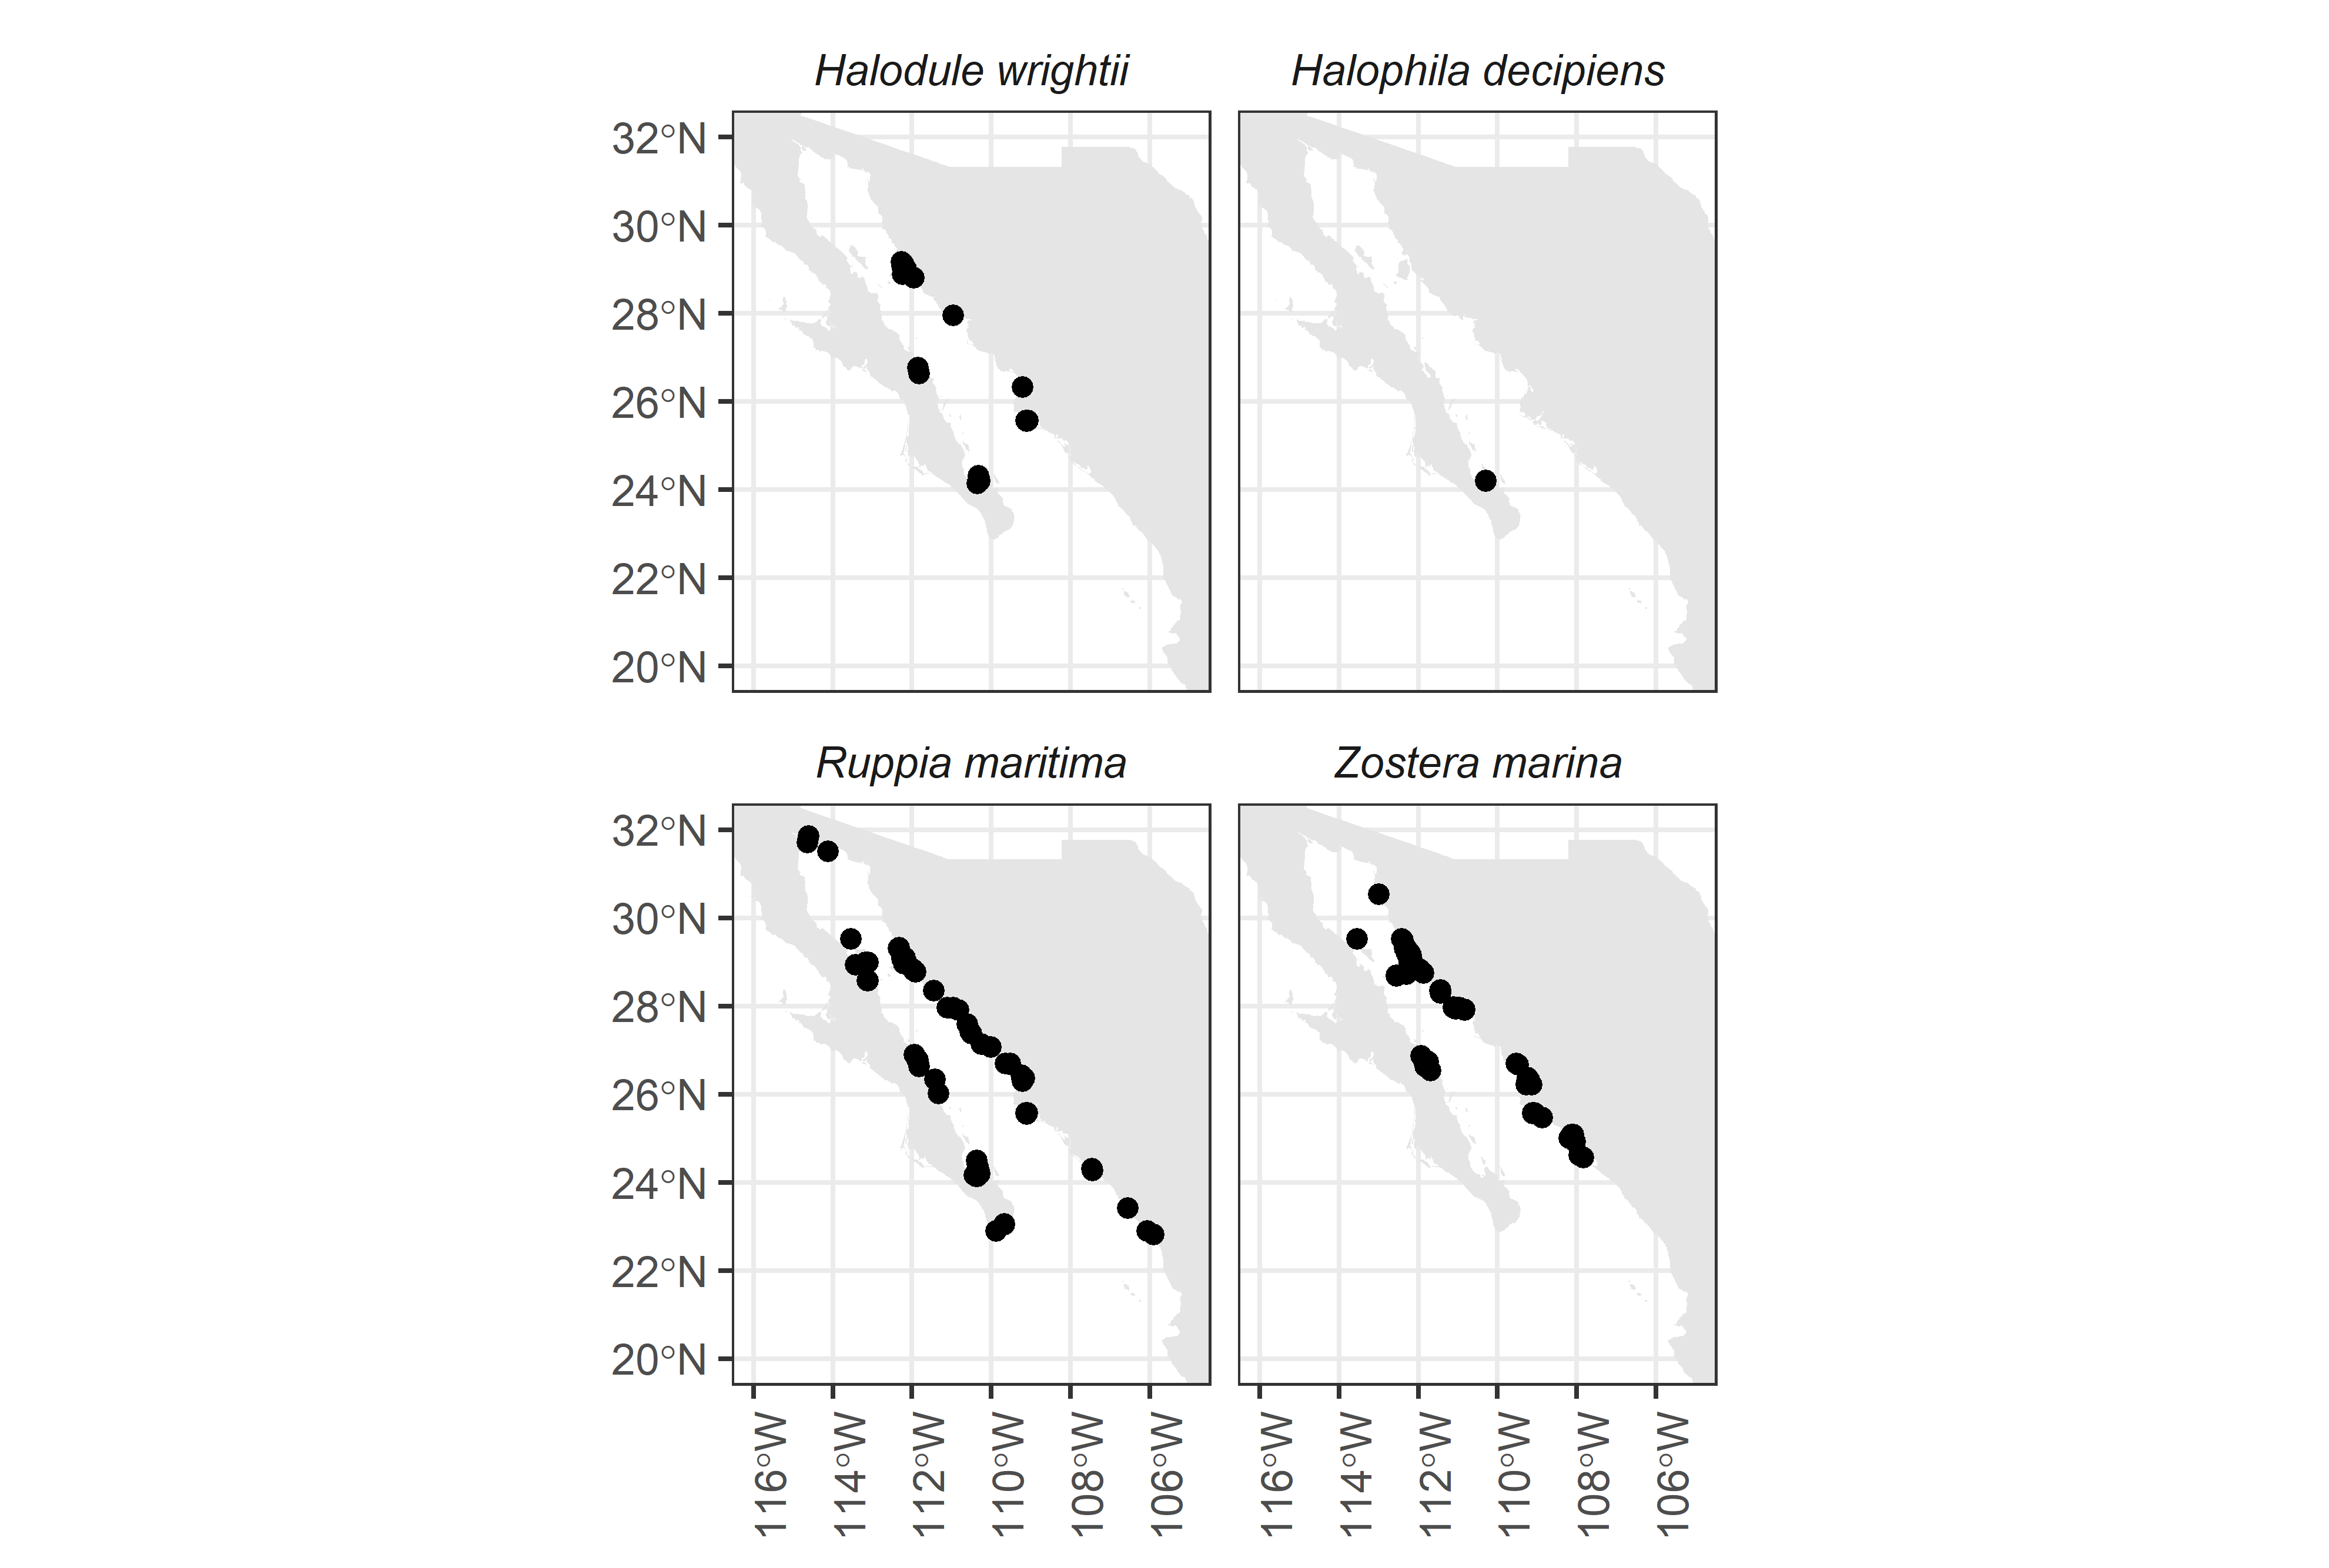 Halodule wrightii
Halophila decipiens
32°N
30°N
28°N
26°N
24°N
22°N
20°N
Ruppia maritima
Zostera marina
32°N
30°N
28°N
26°N
24°N
22°N
20°N
116°W
114°W
112°W
110°W
108°W
106°W
116°W
114°W
112°W
110°W
108°W
106°W